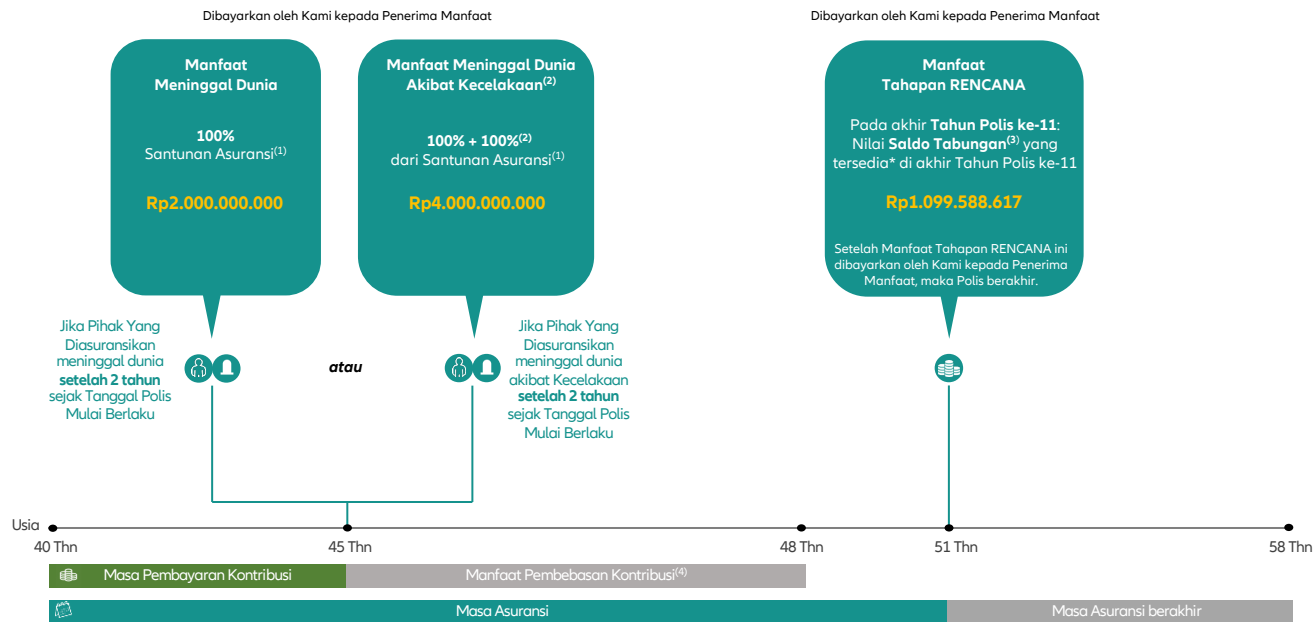 Dibayarkan oleh Kami kepada Penerima Manfaat
Manfaat
Meninggal Dunia
100%
Santunan Asuransi(1)
Rp2.000.000.000
Manfaat Meninggal Dunia
Akibat Kecelakaan(2)
100% + 100%(2)
dari Santunan Asuransi(1)
Rp4.000.000.000
Dibayarkan oleh Kami kepada Penerima Manfaat
Manfaat
Tahapan RENCANA
Pada akhir Tahun Polis ke-11:
Nilai Saldo Tabungan(3) yang
tersedia* di akhir Tahun Polis ke-11
Rp1.099.588.617
Setelah Manfaat Tahapan RENCANA ini
dibayarkan oleh Kami kepada Penerima
Manfaat, maka Polis berakhir.
Jika Pihak Yang
Diasuransikan
meninggal dunia
setelah 2 tahun
sejak Tanggal Polis
Mulai Berlaku
atau
Jika Pihak Yang
Diasuransikan
meninggal dunia
akibat Kecelakaan
setelah 2 tahun
sejak Tanggal Polis
Mulai Berlaku
Usia
40 Thn
45 Thn
48 Thn
51 Thn
58 Thn
Masa Pembayaran Kontribusi
Manfaat Pembebasan Kontribusi(4)
Masa Asuransi
Masa Asuransi berakhir